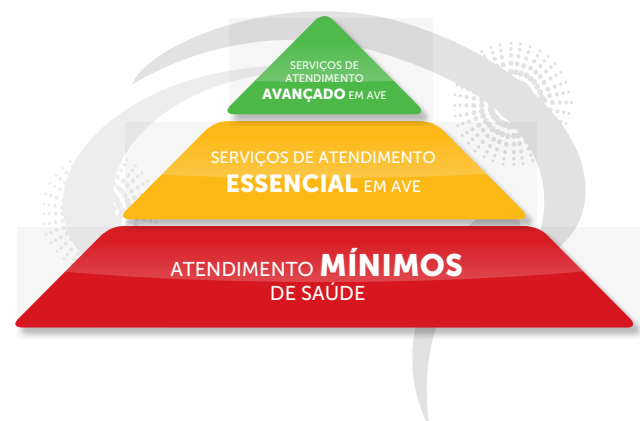 SERVIÇOS DE
ATENDIMENTO
AVANÇADO EM AVE
SERVIÇOS DE ATENDIMENTO
ESSENCIAL EM AVE
ATENDIMENTO MÍNIMOS
DE SAÚDE